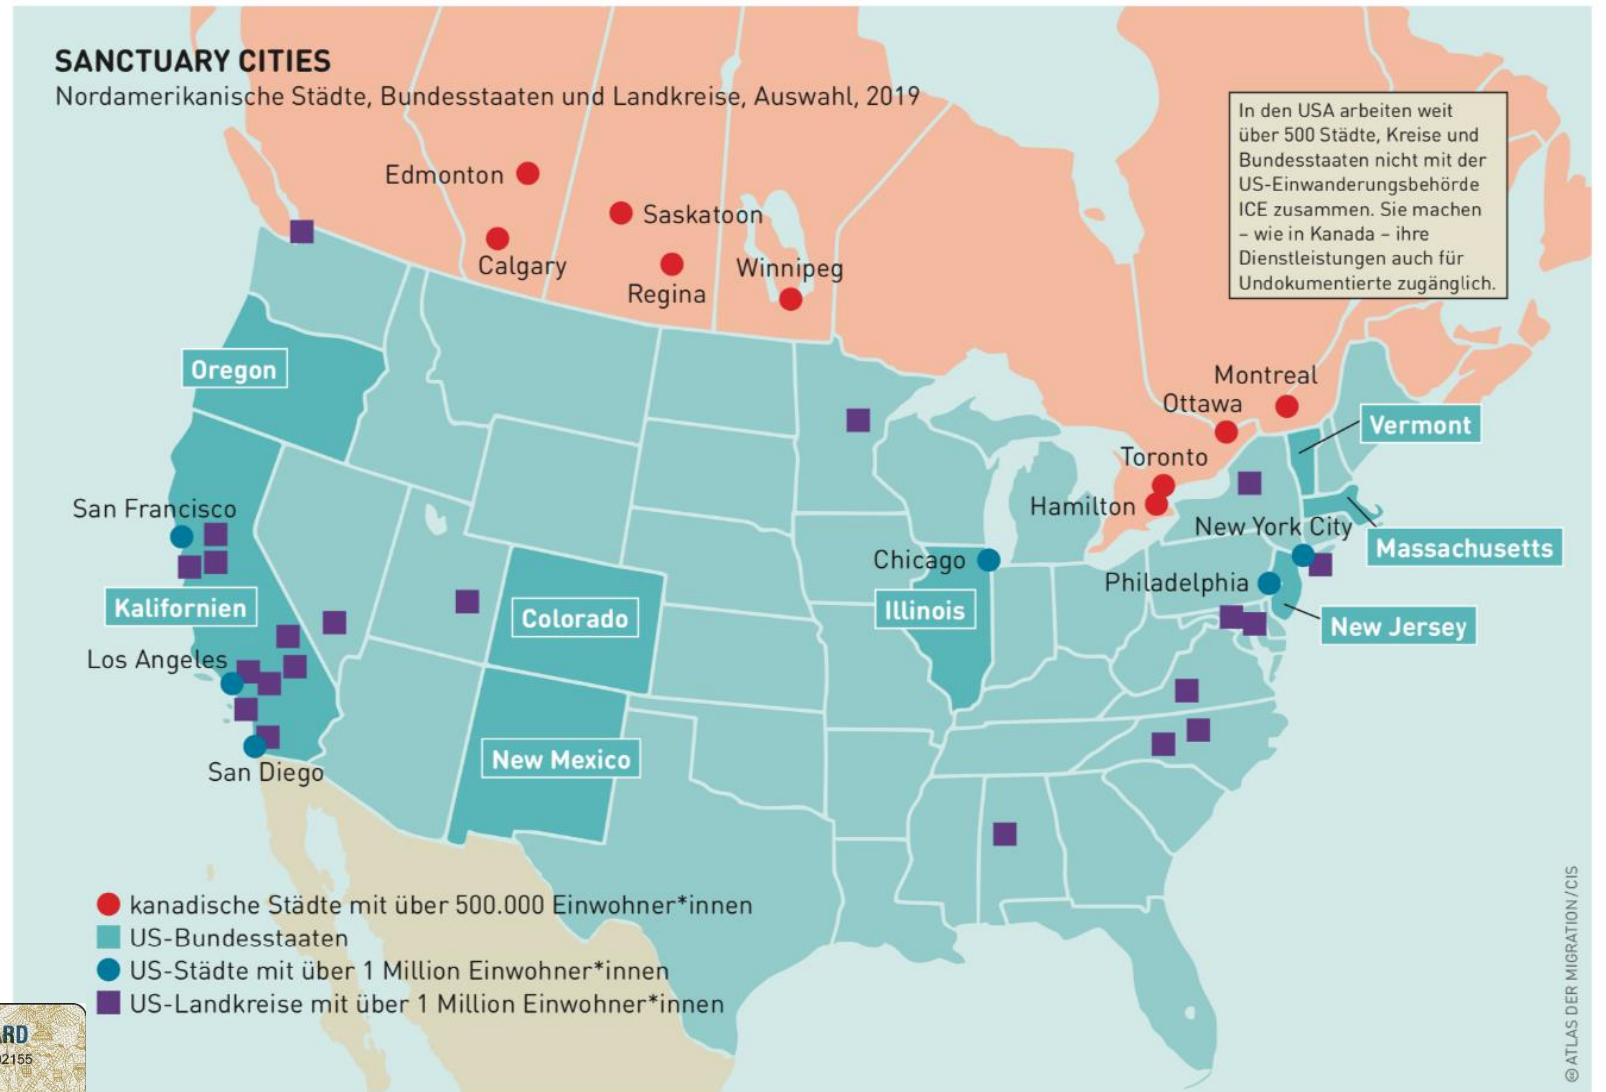 SANCTUARY CITIES
Nordamerikanische Städte, Bundesstaaten und Landkreise, Auswahl, 2019
In den USA arbeiten weit
über 500 Städte, Kreise und
Bundesstaaten nicht mit der
US-Einwanderungsbehörde
ICE zusammen. Sie machen
– wie in Kanada – ihre
Dienstleistungen auch für
Undokumentierte zugänglich.
Edmonton
Saskatoon
Calgary
Regina
Winnipeg
Oregon
Montreal
Ottawa
Vermont
Toronto
Hamilton
San Francisco
New York City
Massachusetts
Chicago
Philadelphia
Kalifornien
Colorado
Illinois
New Jersey
Los Angeles
New Mexico
San Diego
kanadische Städte mit über 500.000 Einwohner*innen
US-Bundesstaaten
US-Städte mit über 1 Million Einwohner*innen
US-Landkreise mit über 1 Million Einwohner*innen
ATLAS DER MIGRATION / CIS
RD
02155